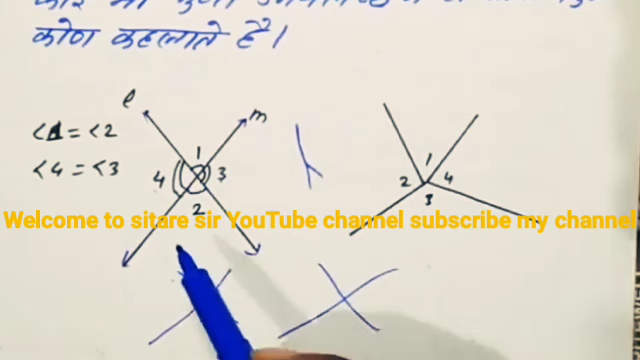 कोण कहलाते है।
l
m
<1 = <2
<4 = <3
1
4
3
2
1
2
4
3
Welcome to sitare sir YouTube channel subscribe my channel